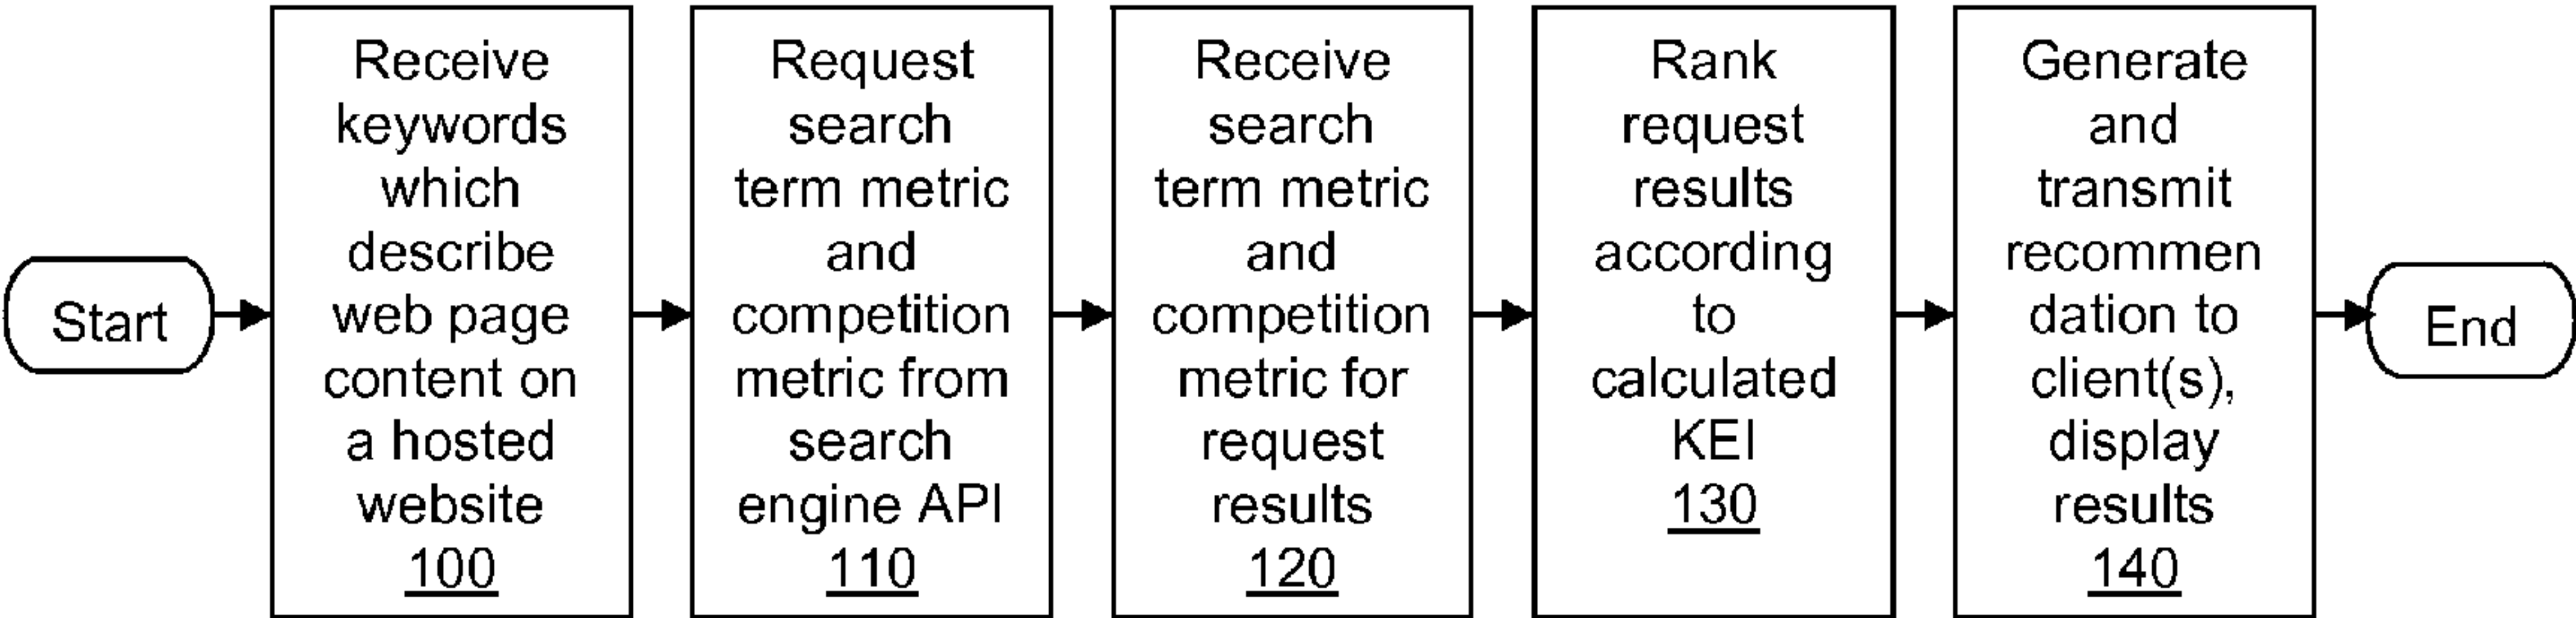 Start
Receive
keywords
which
describe
web page
content on
a hosted
website
100
Request
search
term metric
and
competition
metric from
search
engine API
110
Receive
search
term metric
and
competition
metric for
request
results
120
Rank
request
results
according
to
calculated
KEI
130
Generate
and
transmit
recommen
dation to
client(s),
display
results
140
End